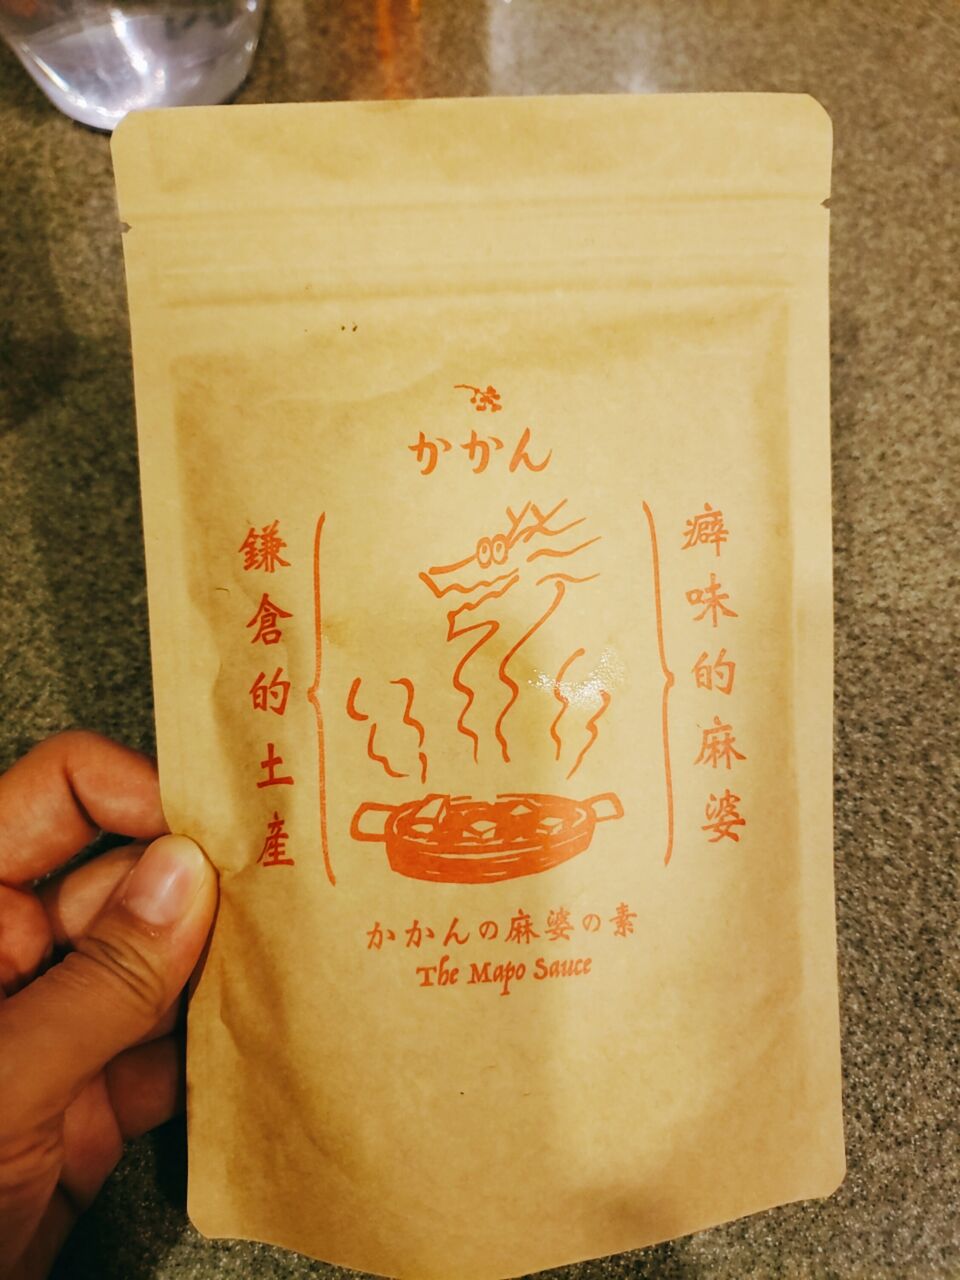 かかん
癖味的麻婆
鎌倉的土産
かかんの麻婆の素
The Mapo Sauce